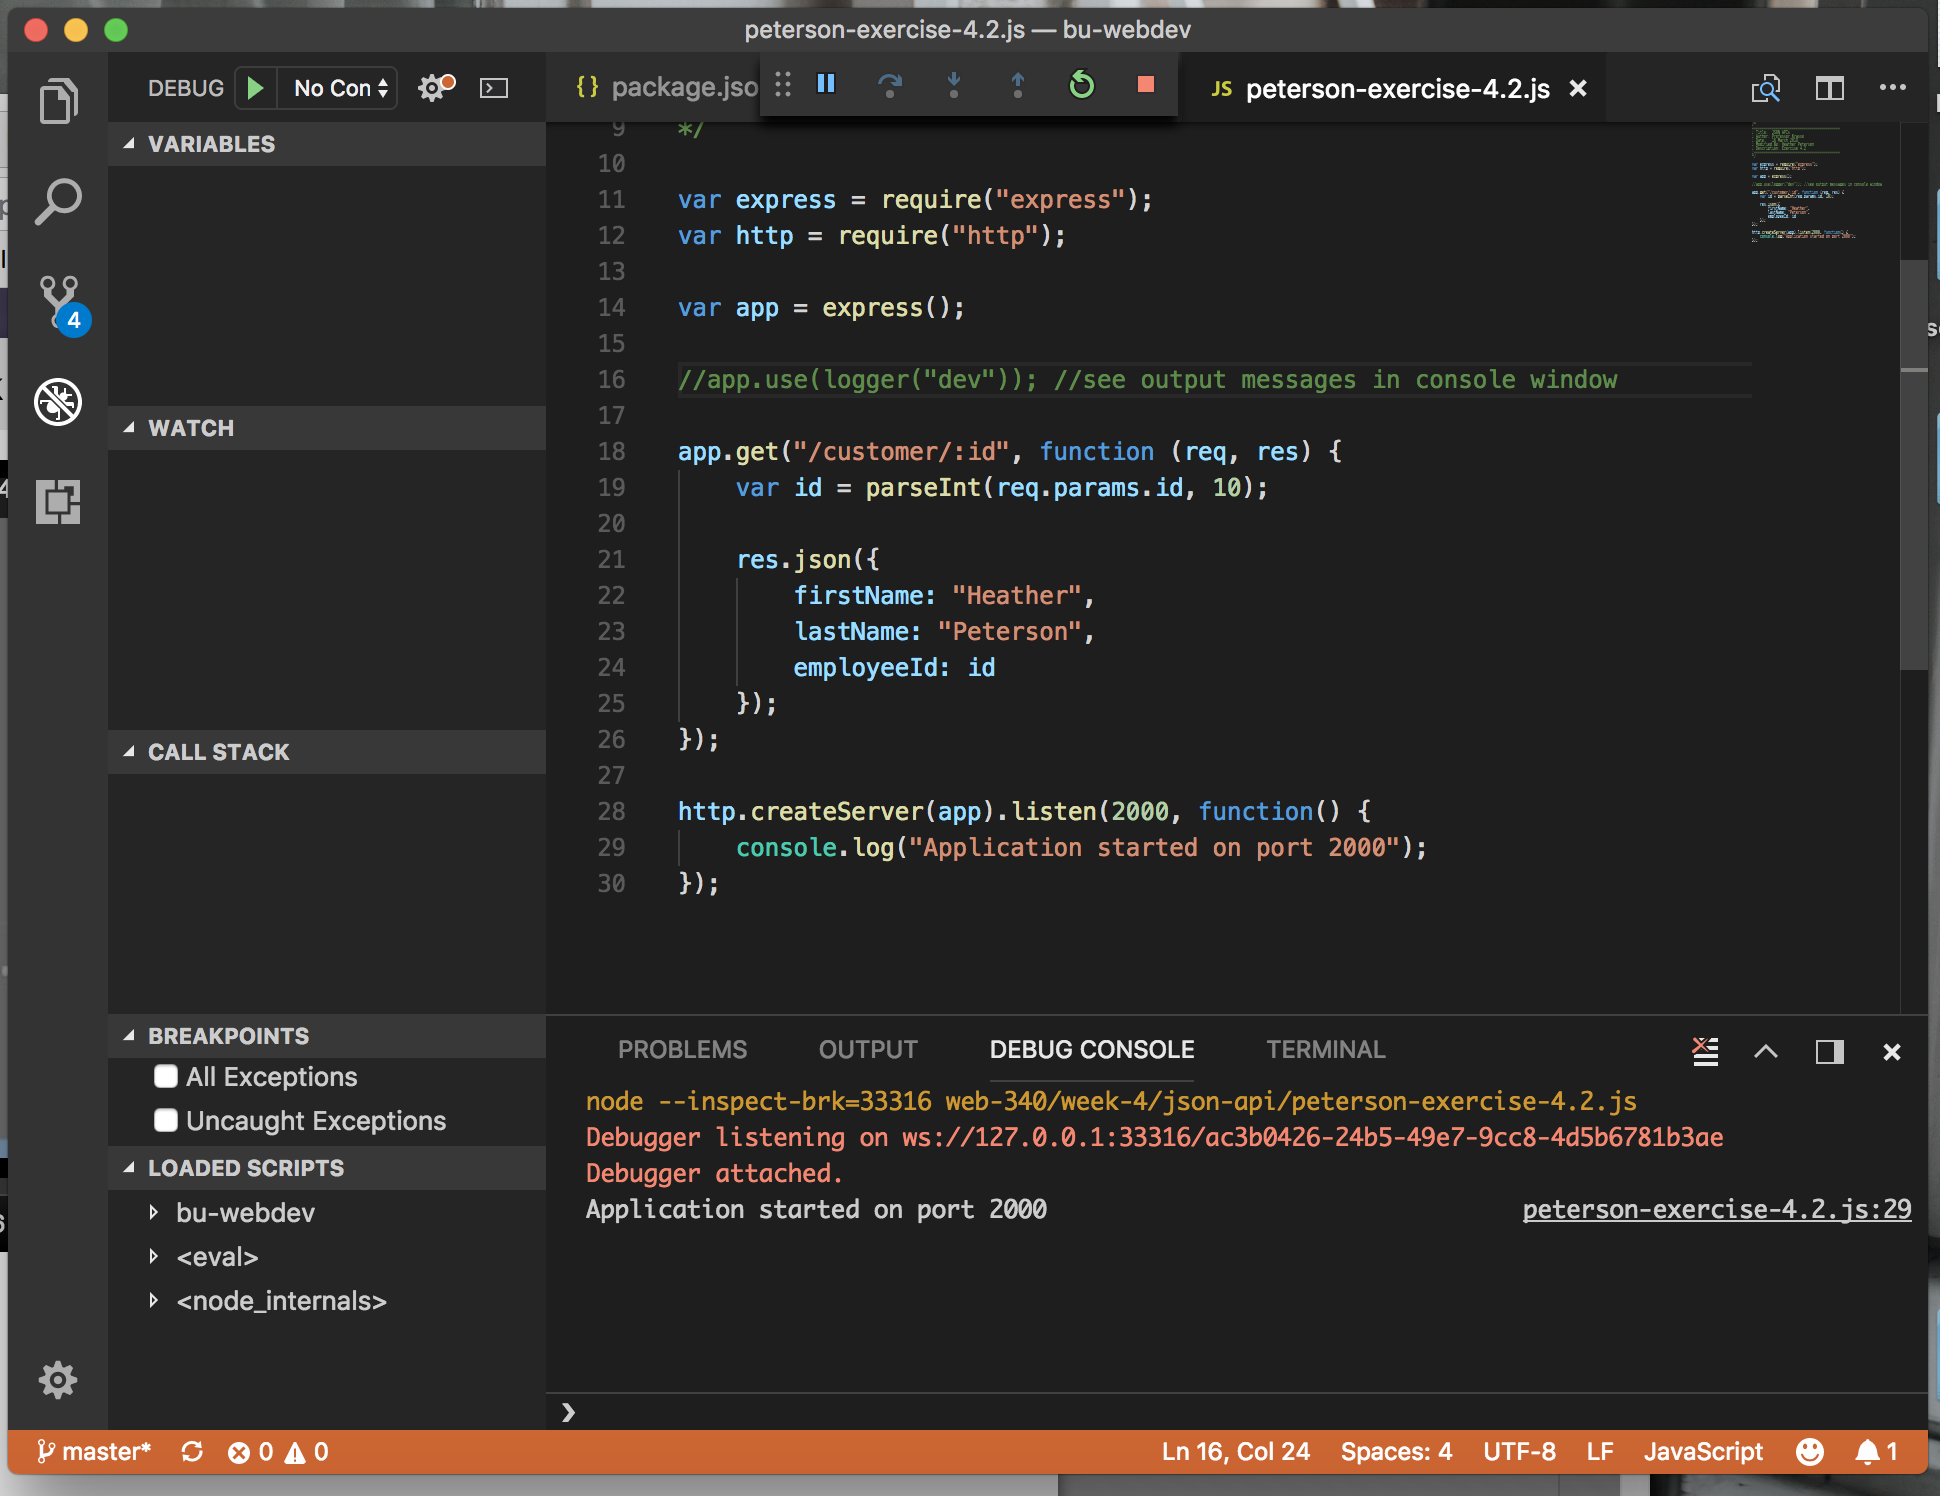 peterson-exercise-4.2.js — bu-webdev
DEBUG
No Con
package.jso
JS peterson-exercise-4.2.js
VARIABLES
WATCH
CALL STACK
BREAKPOINTS
All Exceptions
Uncaught Exceptions
LOADED SCRIPTS
bu-webdev
<eval>
<node_internals>
4
9 */
10
11 var express = require("express");
12 var http = require("http");
13
14 var app = express();
15
16 //app.use(logger("dev")); //see output messages in console window
17
18 app.get("/customer/:id", function (req, res) {
19 var id = parseInt(req.params.id, 10);
20
21 res.json({
22 firstName: "Heather",
23 lastName: "Peterson",
24 employeeId: id
25 });
26 });
27
28 http.createServer(app).listen(2000, function() {
29 console.log("Application started on port 2000");
30 });
PROBLEMS OUTPUT DEBUG CONSOLE TERMINAL
node --inspect-brk=33316 web-340/week-4/json-api/peterson-exercise-4.2.js
Debugger listening on ws://127.0.0.1:33316/ac3b0426-24b5-49e7-9cc8-4d5b6781b3ae
Debugger attached.
Application started on port 2000 peterson-exercise-4.2.js:29
master* 0 0 Ln 16, Col 24 Spaces: 4 UTF-8 LF JavaScript 1